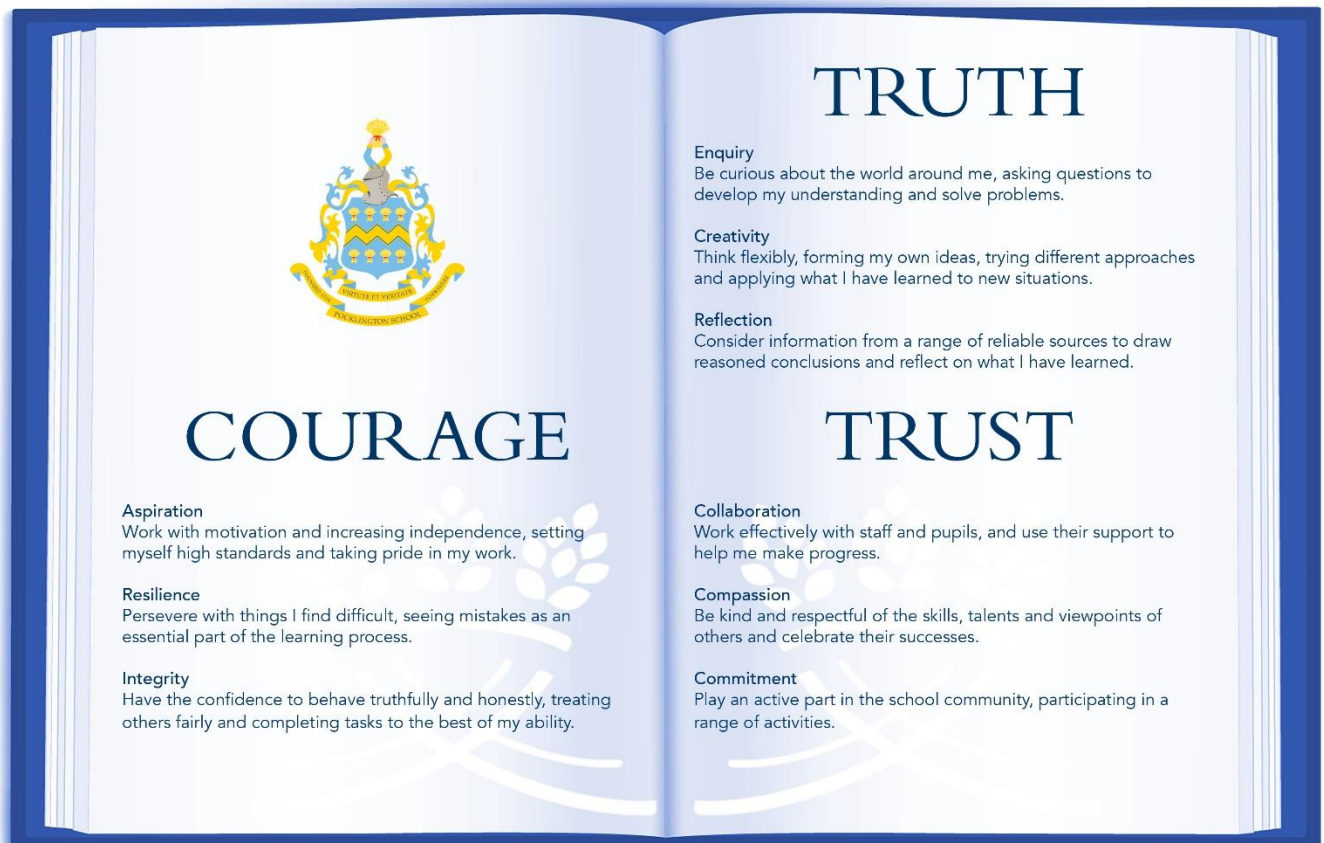 FOUNDED 1514
VIRTUTE ET VERITATE
YORKSHIRE
POCKLINGTON SCHOOL
COURAGE
Aspiration
Work with motivation and increasing independence, setting
myself high standards and taking pride in my work.
Resilience
Persevere with things I find difficult, seeing mistakes as an
essential part of the learning process.
Integrity
Have the confidence to behave truthfully and honestly, treating
others fairly and completing tasks to the best of my ability.
TRUTH
Enquiry
Be curious about the world around me, asking questions to
develop my understanding and solve problems.
Creativity
Think flexibly, forming my own ideas, trying different approaches
and applying what I have learned to new situations.
Reflection
Consider information from a range of reliable sources to draw
reasoned conclusions and reflect on what I have learned.
TRUST
Collaboration
Work effectively with staff and pupils, and use their support to
help me make progress.
Compassion
Be kind and respectful of the skills, talents and viewpoints of
others and celebrate their successes.
Commitment
Play an active part in the school community, participating in a
range of activities.